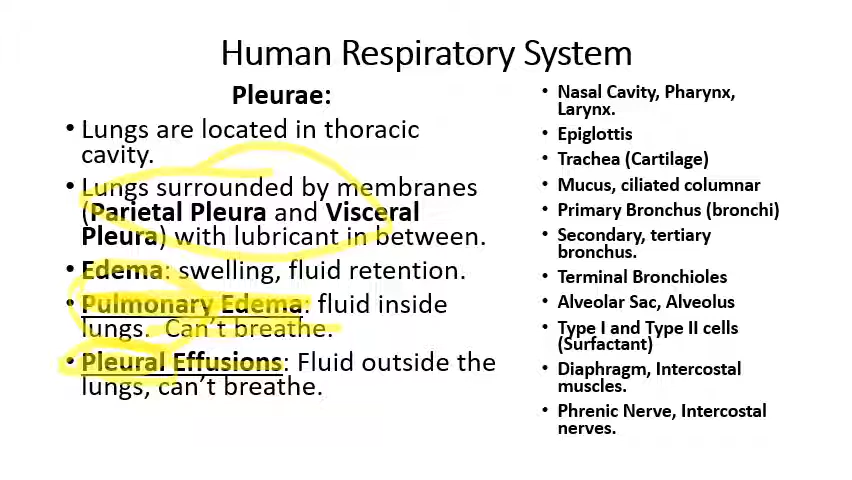 Human Respiratory System
Pleurae:
• Lungs are located in thoracic
cavity.
• Lungs surrounded by membranes
(Parietal Pleura and Visceral
Pleura) with lubricant in between.
• Edema: swelling, fluid retention.
• Pulmonary Edema: fluid inside
lungs. Can't breathe.
• Pleural Effusions: Fluid outside the
lungs, can't breathe.
• Nasal Cavity, Pharynx,
Larynx.
• Epiglottis
• Trachea (Cartilage)
• Mucus, ciliated columnar
• Primary Bronchus (bronchi)
• Secondary, tertiary
bronchus.
• Terminal Bronchioles
• Alveolar Sac, Alveolus
• Type I and Type II cells
(Surfactant)
• Diaphragm, Intercostal
muscles.
• Phrenic Nerve, Intercostal
nerves.